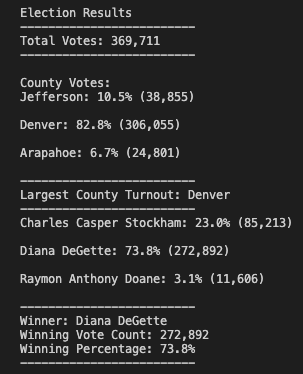 Election Results
-------------------------
Total Votes: 369,711
-------------------------
County Votes:
Jefferson: 10.5% (38,855)
Denver: 82.8% (306,055)
Arapahoe: 6.7% (24,801)
-------------------------
Largest County Turnout: Denver
-------------------------
Charles Casper Stockham: 23.0% (85,213)
Diana DeGette: 73.8% (272,892)
Raymon Anthony Doane: 3.1% (11,606)
-------------------------
Winner: Diana DeGette
Winning Vote Count: 272,892
Winning Percentage: 73.8%
-------------------------